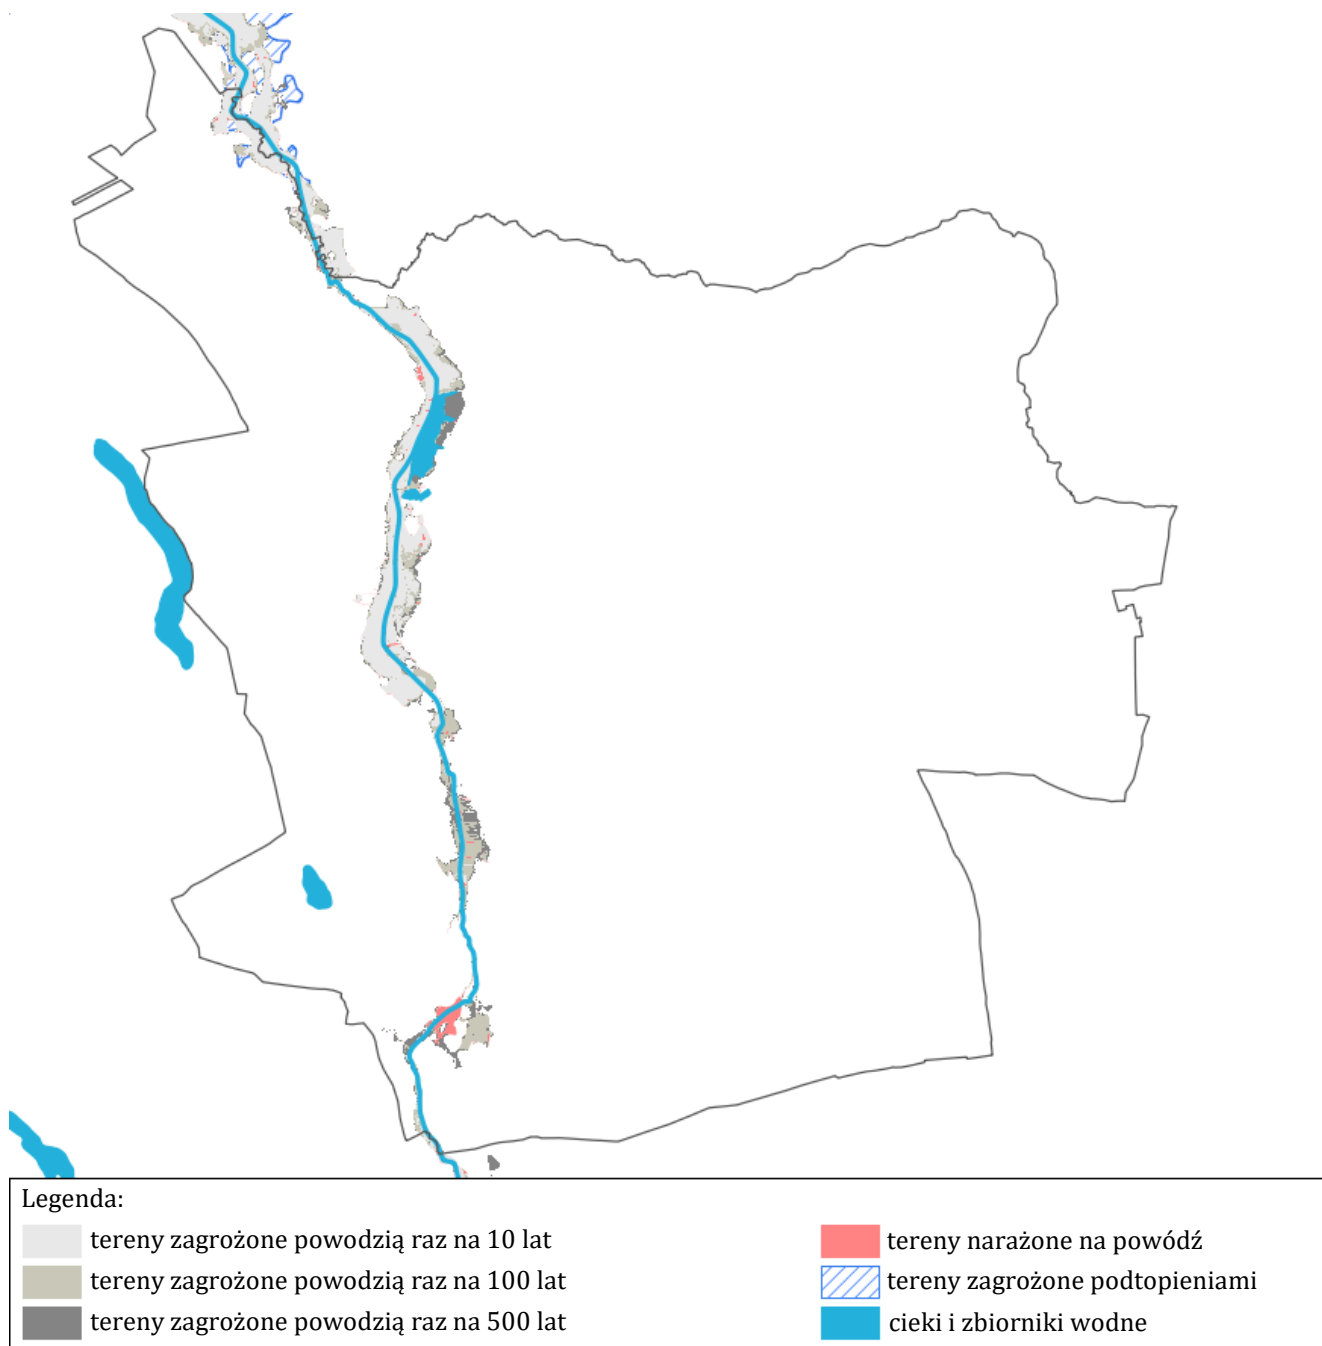 Legenda:
tereny zagrożone powodzią raz na 10 lat
tereny zagrożone powodzią raz na 100 lat
tereny zagrożone powodzią raz na 500 lat
tereny narażone na powódź
tereny zagrożone podtopieniami
cieki i zbiorniki wodne